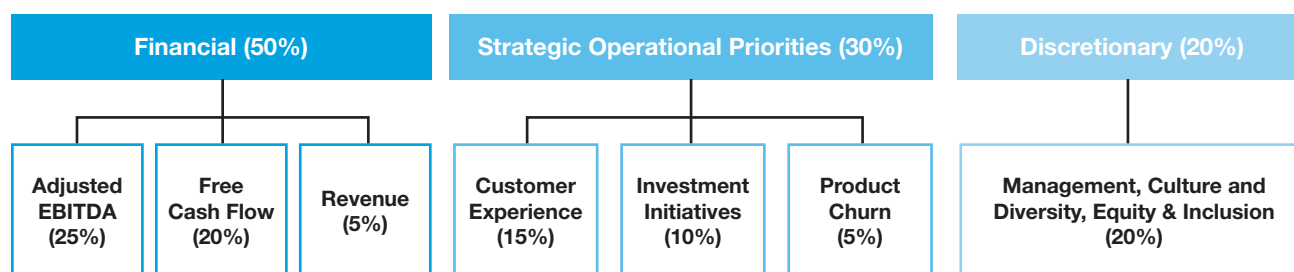 Financial (50%)
Strategic Operational Priorities (30%)
Discretionary (20%)
Adjusted
EBITDA
(25%)
Free
Cash Flow
(20%)
Revenue
(5%)
Customer
Experience
(15%)
Investment
Initiatives
(10%)
Product
Churn
(5%)
Management, Culture and
Diversity, Equity & Inclusion
(20%)